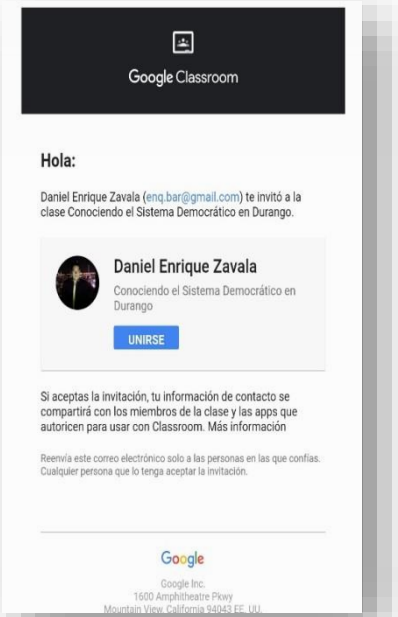 Google Classroom
Hola:
Daniel Enrique Zavala (enq.bar@gmail.com) te invitó a la
clase Conociendo el Sistema Democrático en Durango.
Daniel Enrique Zavala
Conociendo el Sistema Democrático en
Durango
UNIRSE
Si aceptas la invitación, tu información de contacto se
compartirá con los miembros de la clase y las apps que
autoricen para usar con Classroom. Más información
Reenvía este correo electrónico solo a las personas en las que confías.
Cualquier persona que lo tenga aceptar la invitación.
Google
Google Inc.
1600 Amphitheatre Pkwy
Mountain View, California 94043 EE. UU.